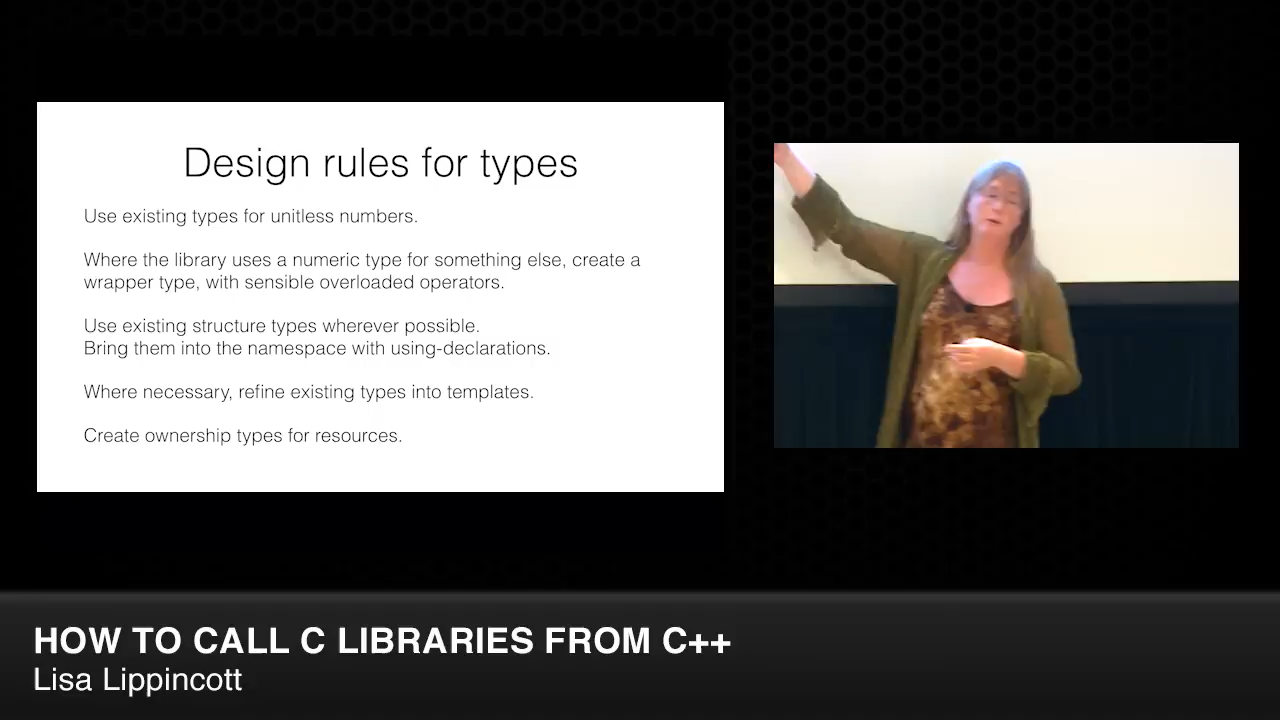 Design rules for types
Use existing types for unitless numbers.
Where the library uses a numeric type for something else, create a
wrapper type, with sensible overloaded operators.
Use existing structure types wherever possible.
Bring them into the namespace with using-declarations.
Where necessary, refine existing types into templates.
Create ownership types for resources.
HOW TO CALL C LIBRARIES FROM C++
Lisa Lippincott